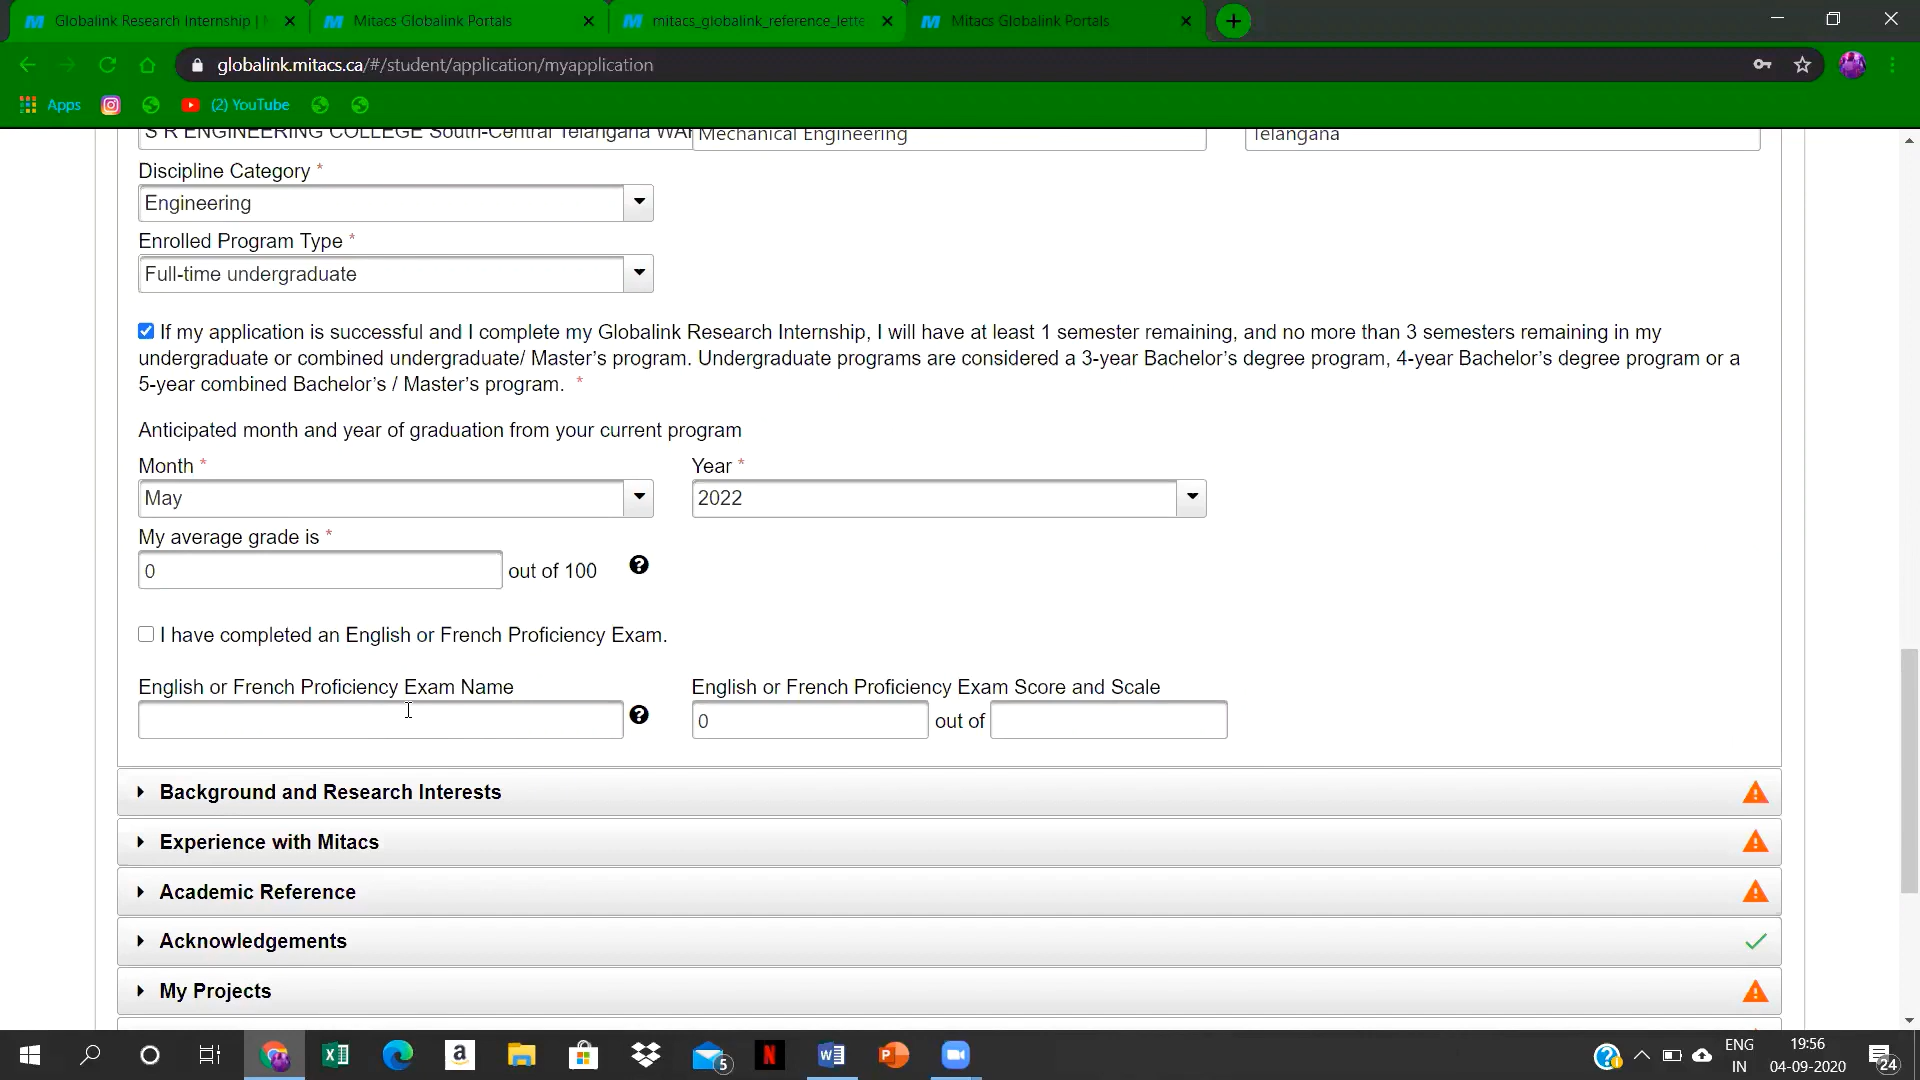 Globalink Research Internship |
Mitacs Globalink Portals
mitacs_globalink_reference_lette
Mitacs Globalink Portals
globalink.mitacs.ca/#/student/application/myapplication
Apps
(2) YouTube
S R ENGINEERING COLLEGE South-Central Telangana WAR
Mechanical Engineering
Telangana
Discipline Category *
Engineering
Enrolled Program Type *
Full-time undergraduate
If my application is successful and I complete my Globalink Research Internship, I will have at least 1 semester remaining, and no more than 3 semesters remaining in my
undergraduate or combined undergraduate/ Master’s program. Undergraduate programs are considered a 3-year Bachelor’s degree program, 4-year Bachelor’s degree program or a
5-year combined Bachelor’s / Master’s program. *
Anticipated month and year of graduation from your current program
Month *
Year *
May
2022
My average grade is *
0
out of 100
I have completed an English or French Proficiency Exam.
English or French Proficiency Exam Name
English or French Proficiency Exam Score and Scale
0
out of
Background and Research Interests
Experience with Mitacs
Academic Reference
Acknowledgements
My Projects
5
ENG
IN
19:56
04-09-2020
24